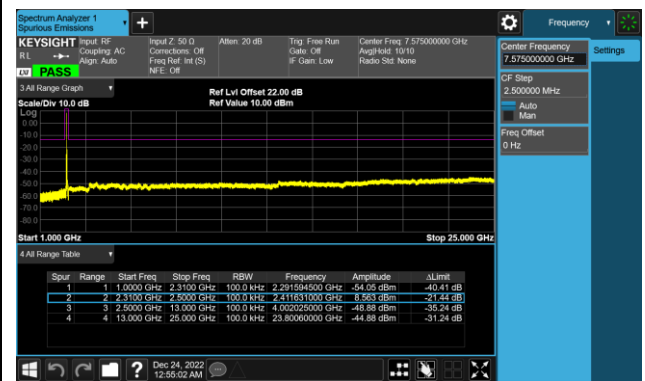 Spectrum Analyzer 1
Spurious Emissions
Frequency
KEYSIGHT
Input: RF
Input Z: 50 Ω
Atten: 20 dB
Trig: Free Run
Center Freq: 7.575000000 GHz
RL
Coupling: AC
Corrections: Off
Gate: Off
Avg|Hold: 10/10
Align: Auto
Freq Ref: Int (S)
IF Gain: Low
Radio Std: None
LXI
PASS
NFE: Off
Center Frequency
7.575000000 GHz
Settings
CF Step
2.500000 MHz
Auto
Man
Freq Offset
0 Hz
3 All Range Graph
Ref Lvl Offset 22.00 dB
Scale/Div 10.0 dB
Ref Value 10.00 dBm
Log
0.00
-10.0
-20.0
-30.0
-40.0
-50.0
-60.0
-70.0
-80.0
Start 1.000 GHz
Stop 25.000 GHz
4 All Range Table
Spur Range Start Freq Stop Freq RBW Frequency Amplitude ΔLimit
1 1 1.0000 GHz 2.3100 GHz 100.0 kHz 2.291594500 GHz -54.05 dBm -40.41 dB
2 2 2.3100 GHz 2.5000 GHz 100.0 kHz 2.411631000 GHz 8.563 dBm -21.44 dB
3 3 2.5000 GHz 13.000 GHz 100.0 kHz 4.002025000 GHz -48.88 dBm -35.24 dB
4 4 13.000 GHz 25.000 GHz 100.0 kHz 23.80060000 GHz -44.88 dBm -31.24 dB
Dec 24, 2022
12:55:02 AM